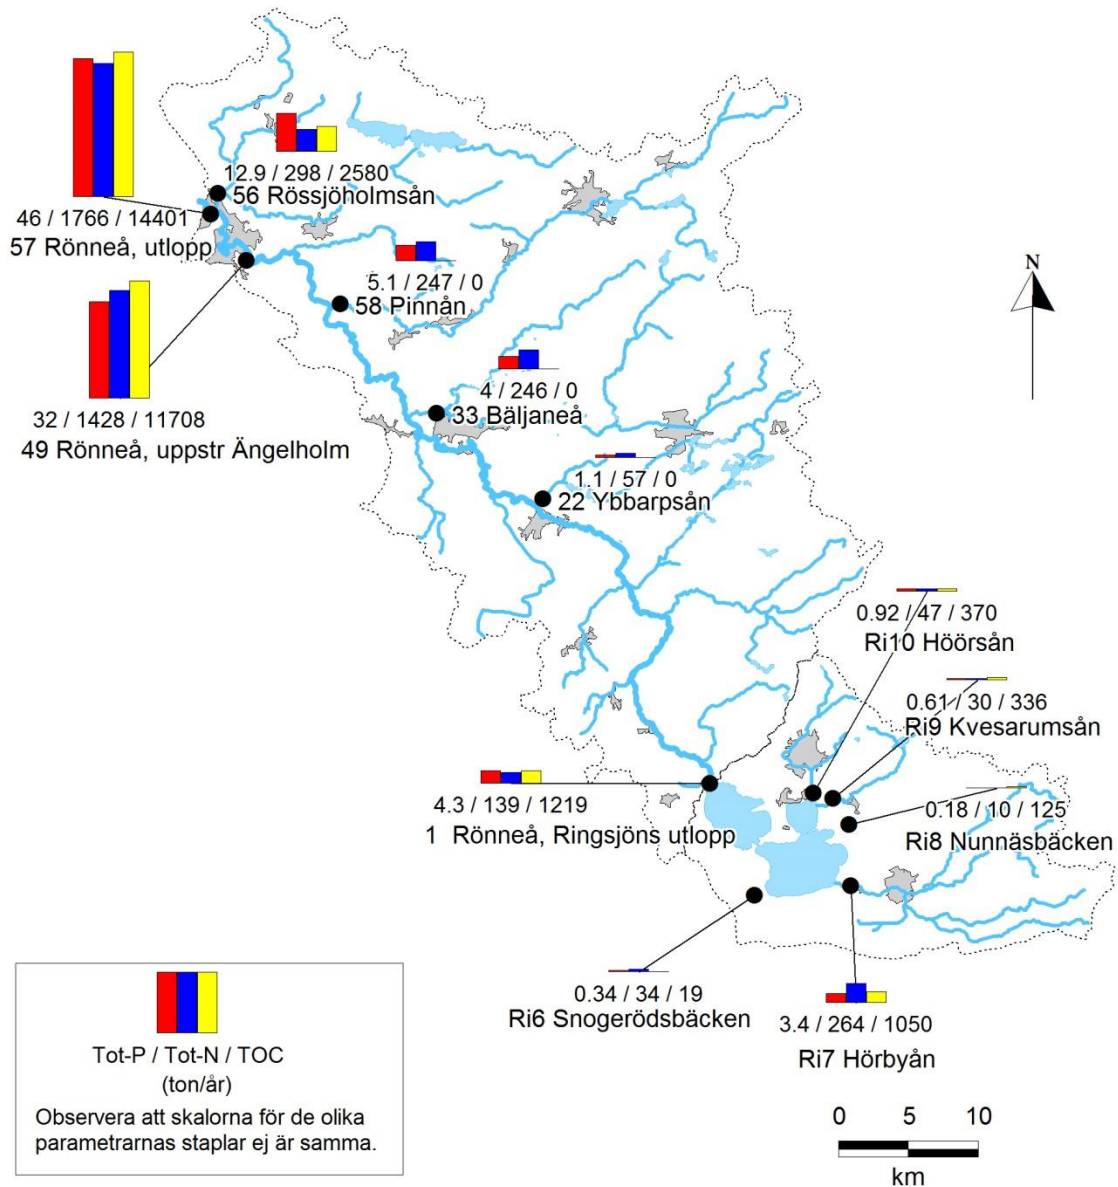 N
12.9 / 298 / 2580
56 Rössjöholmsån
46 / 1766 / 14401
57 Rönneå, utlopp
5.1 / 247 / 0
58 Pinnån
32 / 1428 / 11708
49 Rönneå, uppstr Ängelholm
4 / 246 / 0
33 Bäljaneå
1.1 / 57 / 0
22 Ybbarpsån
0.92 / 47 / 370
Ri10 Höörsån
0.61 / 30 / 336
Ri9 Kvesarumsån
4.3 / 139 / 1219
1 Rönneå, Ringsjöns utlopp
0.18 / 10 / 125
Ri8 Nunnäsbäcken
0.34 / 34 / 19
Ri6 Snogerödsbäcken
3.4 / 264 / 1050
Ri7 Hörbyån
Tot-P / Tot-N / TOC
(ton/år)
Observera att skalorna för de olika
parametrarnas staplar ej är samma.
0 5 10
km